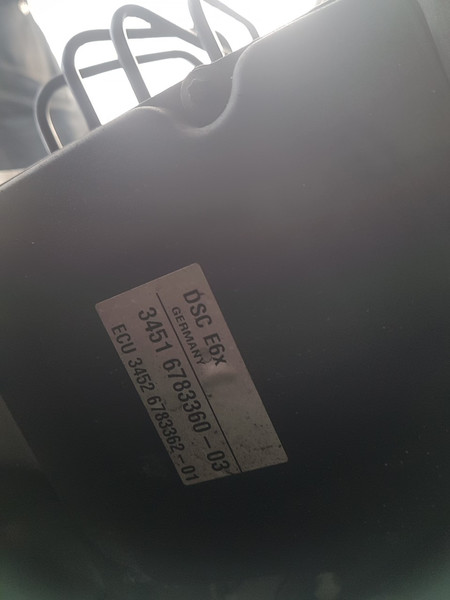 DSC E6x
GERMANY
3451 6783360-03
ECU 3452 6783362-01